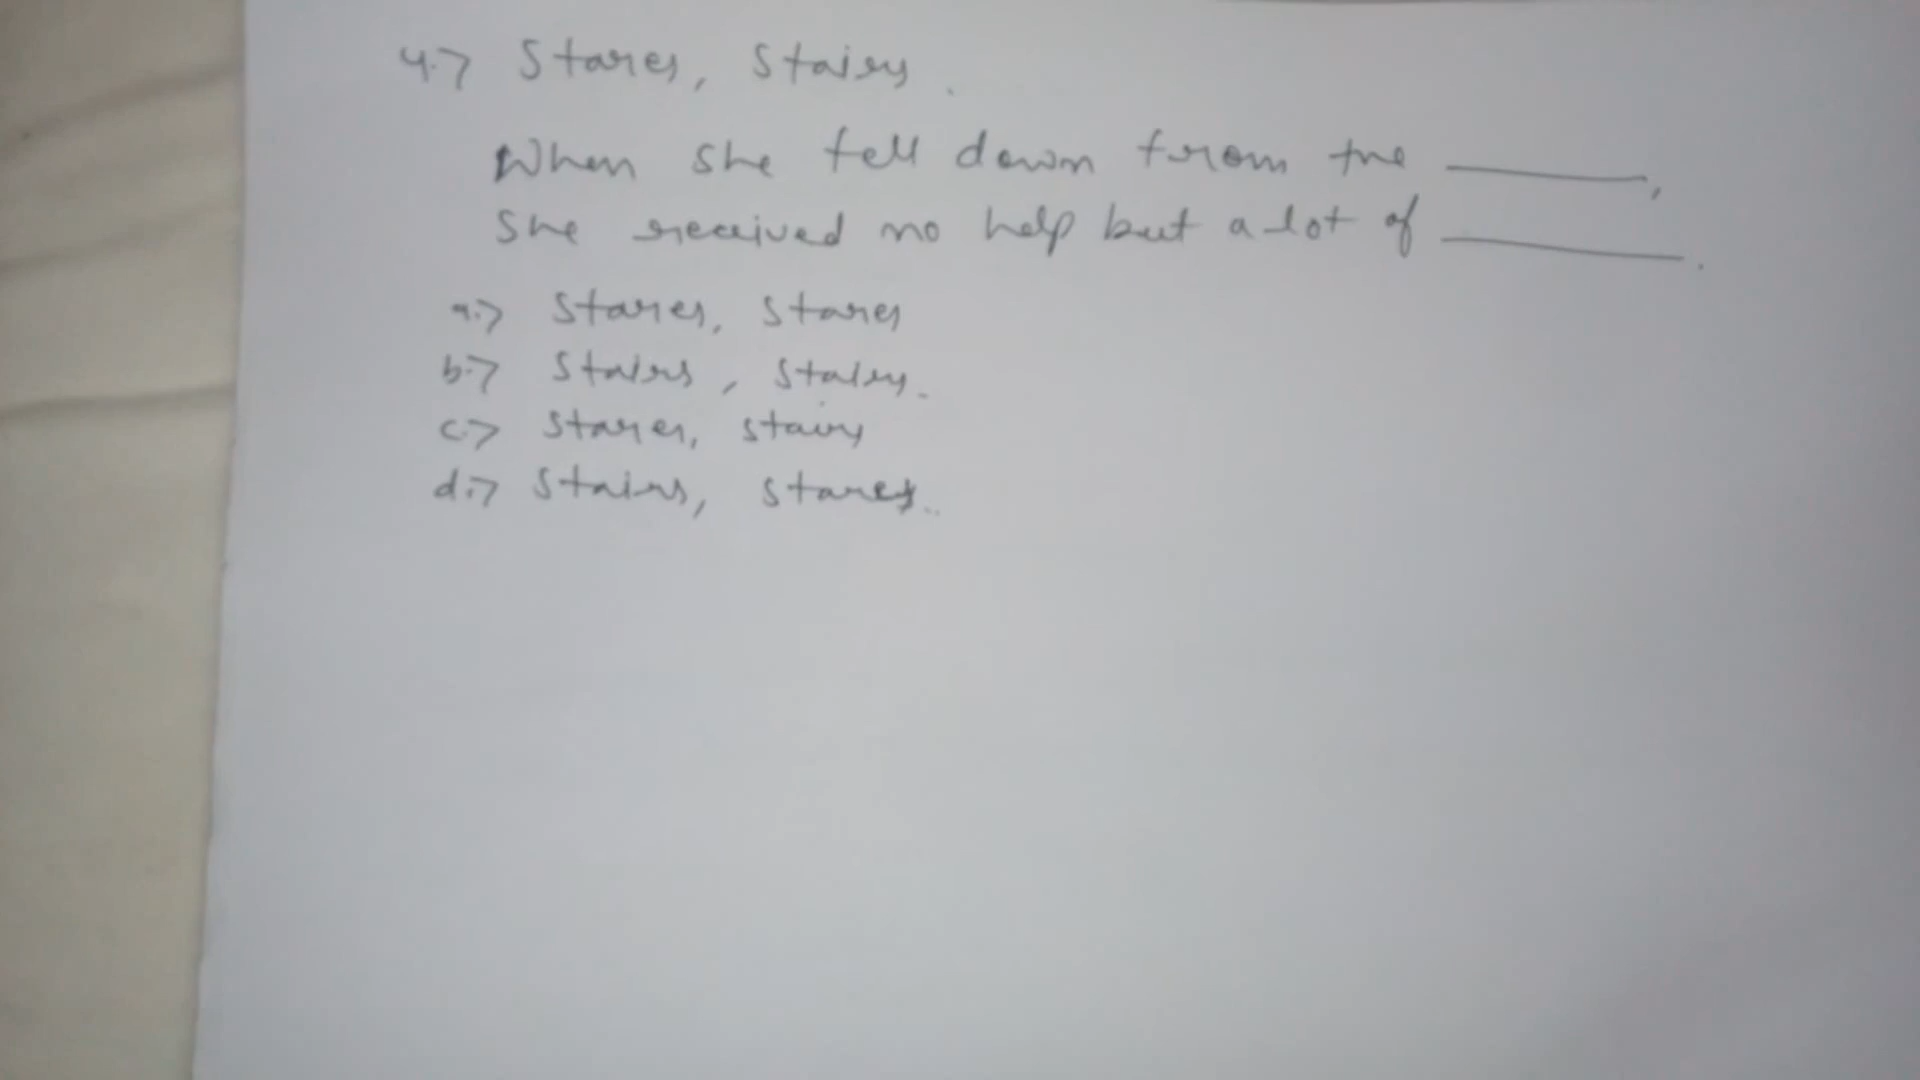 4.> Stares, Stairs.
When she fell down from the ______,
She received no help but a lot of ______.
a.> Stares, Stares
b.> Stairs, Stairs.
c.> Stares, stairs
d.> Stairs, stares.